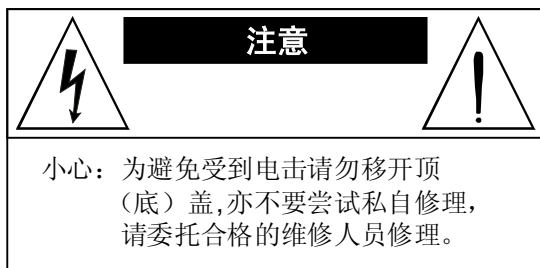 注意
小心：为避免受到电击请勿移开顶
（底）盖,亦不要尝试私自修理，
请委托合格的维修人员修理。